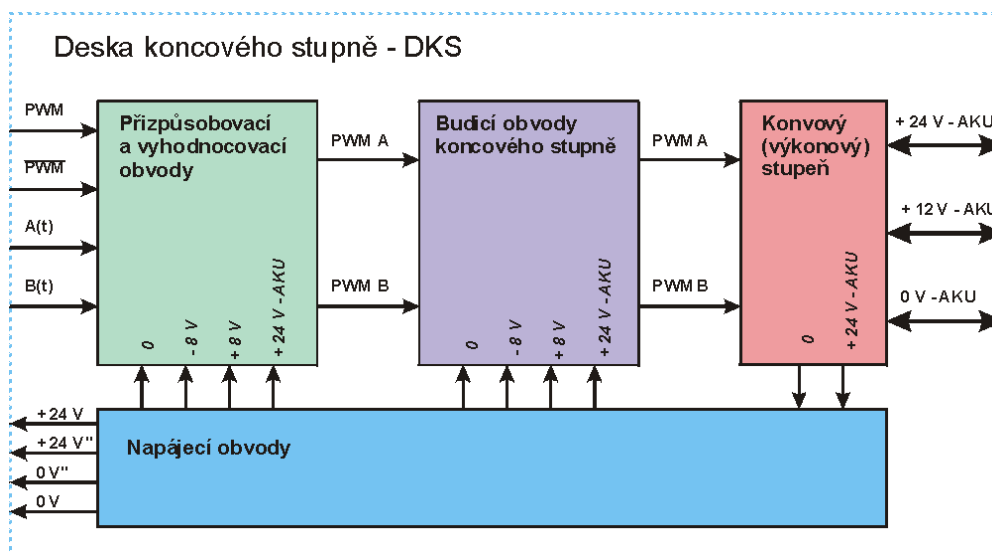 Deska koncového stupně - DKS
PWM
P̅W̅M̅
A(t)
B(t)
Přizpůsobovací
a vyhodnocovací
obvody
0
- 8 V
+ 8 V
+ 24 V - AKU
PWM A
PWM B
Budicí obvody
koncového stupně
0
- 8 V
+ 8 V
+ 24 V - AKU
PWM A
PWM B
Konvový
(výkonový)
stupeň
0
+ 24 V - AKU
+ 24 V - AKU
+ 12 V - AKU
0 V - AKU
+24 V
+24 V"
0 V"
0 V
Napájecí obvody